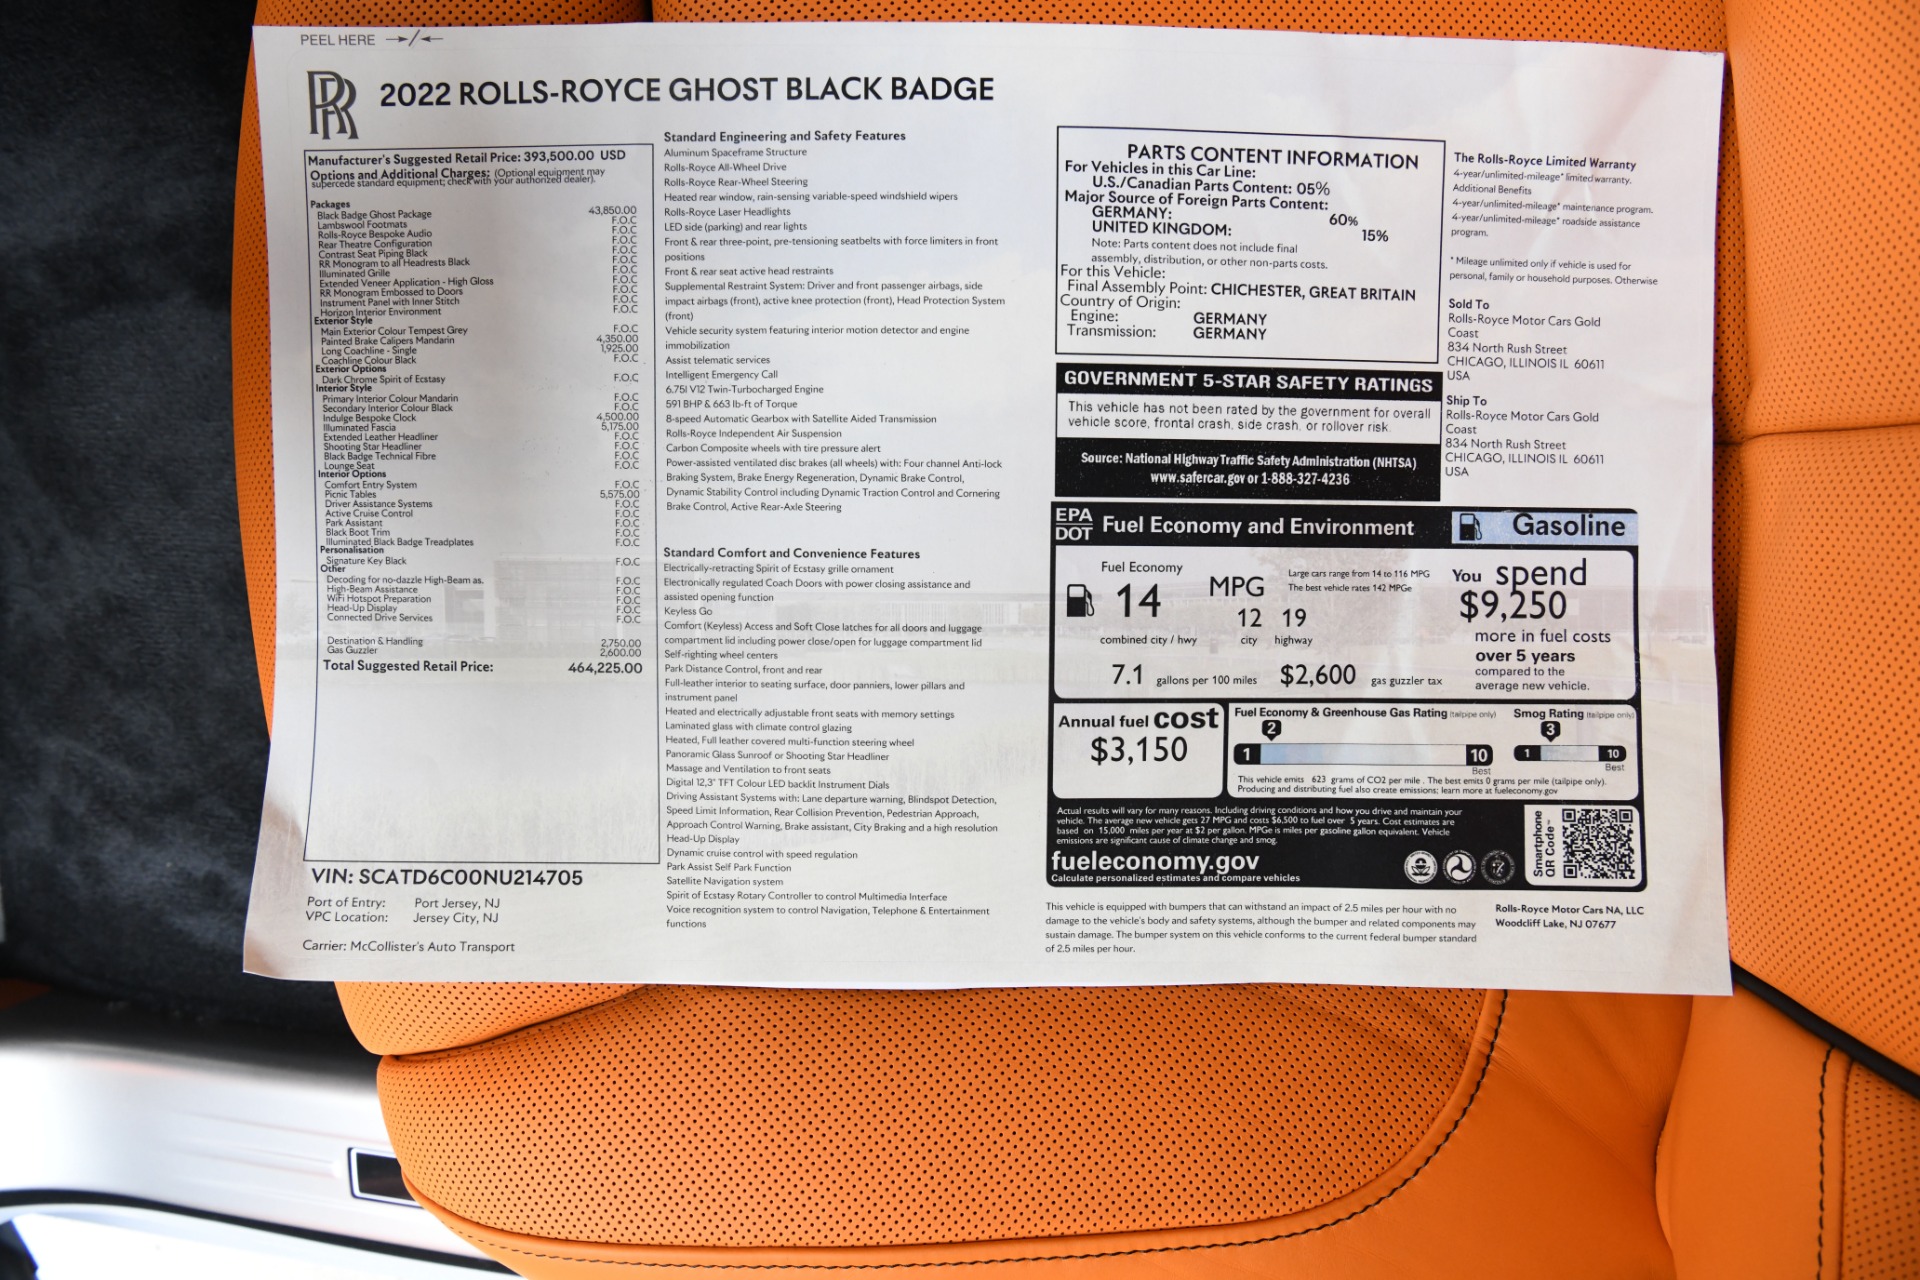 PEEL HERE
RR
2022 ROLLS-ROYCE GHOST BLACK BADGE
Manufacturer's Suggested Retail Price: 393,500.00 USD
Options and Additional Charges: (Optional equipment may
supercede standard equipment; check with your authorized dealer).
Packages
Black Badge Ghost Package 43,850.00
Lambswool Footmats F.O.C
Rolls-Royce Bespoke Audio F.O.C
Rear Theatre Configuration F.O.C
Contrast Seat Piping Black F.O.C
RR Monogram to all Headrests Black F.O.C
Illuminated Grille F.O.C
Extended Veneer Application - High Gloss F.O.C
RR Monogram Embossed to Doors F.O.C
Instrument Panel with Inner Stitch F.O.C
Horizon Interior Environment F.O.C
Exterior Style
Main Exterior Colour Tempest Grey F.O.C
Painted Brake Calipers Mandarin 4,350.00
Long Coachline - Single 1,925.00
Coachline Colour Black F.O.C
Exterior Options
Dark Chrome Spirit of Ecstasy F.O.C
Interior Style
Primary Interior Colour Mandarin F.O.C
Secondary Interior Colour Black F.O.C
Indulge Bespoke Clock 4,500.00
Illuminated Fascia 5,175.00
Extended Leather Headliner F.O.C
Shooting Star Headliner F.O.C
Black Badge Technical Fibre F.O.C
Lounge Seat F.O.C
Interior Options
Comfort Entry System F.O.C
Picnic Tables 5,575.00
Driver Assistance Systems F.O.C
Active Cruise Control F.O.C
Park Assistant F.O.C
Black Boot Trim F.O.C
Illuminated Black Badge Treadplates F.O.C
Personalisation
Signature Key Black F.O.C
Other
Decoding for no-dazzle High-Beam as. F.O.C
High-Beam Assistance F.O.C
WiFi Hotspot Preparation F.O.C
Head-Up Display F.O.C
Connected Drive Services F.O.C
Destination & Handling 2,750.00
Gas Guzzler 2,600.00
Total Suggested Retail Price: 464,225.00
VIN: SCATD6C00NU214705
Port of Entry: Port Jersey, NJ
VPC Location: Jersey City, NJ
Carrier: McCollister's Auto Transport
Standard Engineering and Safety Features
Aluminum Spaceframe Structure
Rolls-Royce All-Wheel Drive
Rolls-Royce Rear-Wheel Steering
Heated rear window, rain-sensing variable-speed windshield wipers
Rolls-Royce Laser Headlights
LED side (parking) and rear lights
Front & rear three-point, pre-tensioning seatbelts with force limiters in front
positions
Front & rear seat active head restraints
Supplemental Restraint System: Driver and front passenger airbags, side
impact airbags (front), active knee protection (front), Head Protection System
(front)
Vehicle security system featuring interior motion detector and engine
immobilization
Assist telematic services
Intelligent Emergency Call
6.75l V12 Twin-Turbocharged Engine
591 BHP & 663 lb-ft of Torque
8-speed Automatic Gearbox with Satellite Aided Transmission
Rolls-Royce Independent Air Suspension
Carbon Composite wheels with tire pressure alert
Power-assisted ventilated disc brakes (all wheels) with: Four channel Anti-lock
Braking System, Brake Energy Regeneration, Dynamic Brake Control,
Dynamic Stability Control including Dynamic Traction Control and Cornering
Brake Control, Active Rear-Axle Steering
Standard Comfort and Convenience Features
Electrically-retracting Spirit of Ecstasy grille ornament
Electronically regulated Coach Doors with power closing assistance and
assisted opening function
Keyless Go
Comfort (Keyless) Access and Soft Close latches for all doors and luggage
compartment lid including power close/open for luggage compartment lid
Self-righting wheel centers
Park Distance Control, front and rear
Full-leather interior to seating surface, door panniers, lower pillars and
instrument panel
Heated and electrically adjustable front seats with memory settings
Laminated glass with climate control glazing
Heated, Full leather covered multi-function steering wheel
Panoramic Glass Sunroof or Shooting Star Headliner
Massage and Ventilation to front seats
Digital 12,3" TFT Colour LED backlit Instrument Dials
Driving Assistant Systems with: Lane departure warning, Blindspot Detection,
Speed Limit Information, Rear Collision Prevention, Pedestrian Approach,
Approach Control Warning, Brake assistant, City Braking and a high resolution
Head-Up Display
Dynamic cruise control with speed regulation
Park Assist Self Park Function
Satellite Navigation system
Spirit of Ecstasy Rotary Controller to control Multimedia Interface
Voice recognition system to control Navigation, Telephone & Entertainment
functions
PARTS CONTENT INFORMATION
For Vehicles in this Car Line:
U.S./Canadian Parts Content: 05%
Major Source of Foreign Parts Content:
GERMANY: 60%
UNITED KINGDOM: 15%
Note: Parts content does not include final
assembly, distribution, or other non-parts costs.
For this Vehicle:
Final Assembly Point: CHICHESTER, GREAT BRITAIN
Country of Origin:
Engine: GERMANY
Transmission: GERMANY
GOVERNMENT 5-STAR SAFETY RATINGS
This vehicle has not been rated by the government for overall
vehicle score, frontal crash, side crash, or rollover risk.
Source: National Highway Traffic Safety Administration (NHTSA)
www.safercar.gov or 1-888-327-4236
The Rolls-Royce Limited Warranty
4-year/unlimited-mileage* limited warranty.
Additional Benefits
4-year/unlimited-mileage* maintenance program.
4-year/unlimited-mileage* roadside assistance
program.
* Mileage unlimited only if vehicle is used for
personal, family or household purposes. Otherwise
Sold To
Rolls-Royce Motor Cars Gold
Coast
834 North Rush Street
CHICAGO, ILLINOIS IL 60611
USA
Ship To
Rolls-Royce Motor Cars Gold
Coast
834 North Rush Street
CHICAGO, ILLINOIS IL 60611
USA
EPA
DOT
Fuel Economy and Environment
Gasoline
Fuel Economy
14 MPG
12 19
combined city / hwy city highway
Large cars range from 14 to 116 MPG
The best vehicle rates 142 MPGe
7.1 gallons per 100 miles $2,600 gas guzzler tax
You spend
$9,250
more in fuel costs
over 5 years
compared to the
average new vehicle.
Annual fuel cost
$3,150
Fuel Economy & Greenhouse Gas Rating (tailpipe only)
2
1 10
Best
Smog Rating (tailpipe only)
3
1 10
Best
This vehicle emits 623 grams of CO2 per mile . The best emits 0 grams per mile (tailpipe only).
Producing and distributing fuel also create emissions; learn more at fueleconomy.gov
Actual results will vary for many reasons. Including driving conditions and how you drive and maintain your
vehicle. The average new vehicle gets 27 MPG and costs $6,500 to fuel over 5 years. Cost estimates are
based on 15,000 miles per year at $2 per gallon. MPGe is miles per gasoline gallon equivalent. Vehicle
emissions are significant cause of climate change and smog.
fueleconomy.gov
Calculate personalized estimates and compare vehicles
Smartphone
QR Code™
This vehicle is equipped with bumpers that can withstand an impact of 2.5 miles per hour with no
damage to the vehicle's body and safety systems, although the bumper and related components may
sustain damage. The bumper system on this vehicle conforms to the current federal bumper standard
of 2.5 miles per hour.
Rolls-Royce Motor Cars NA, LLC
Woodcliff Lake, NJ 07677